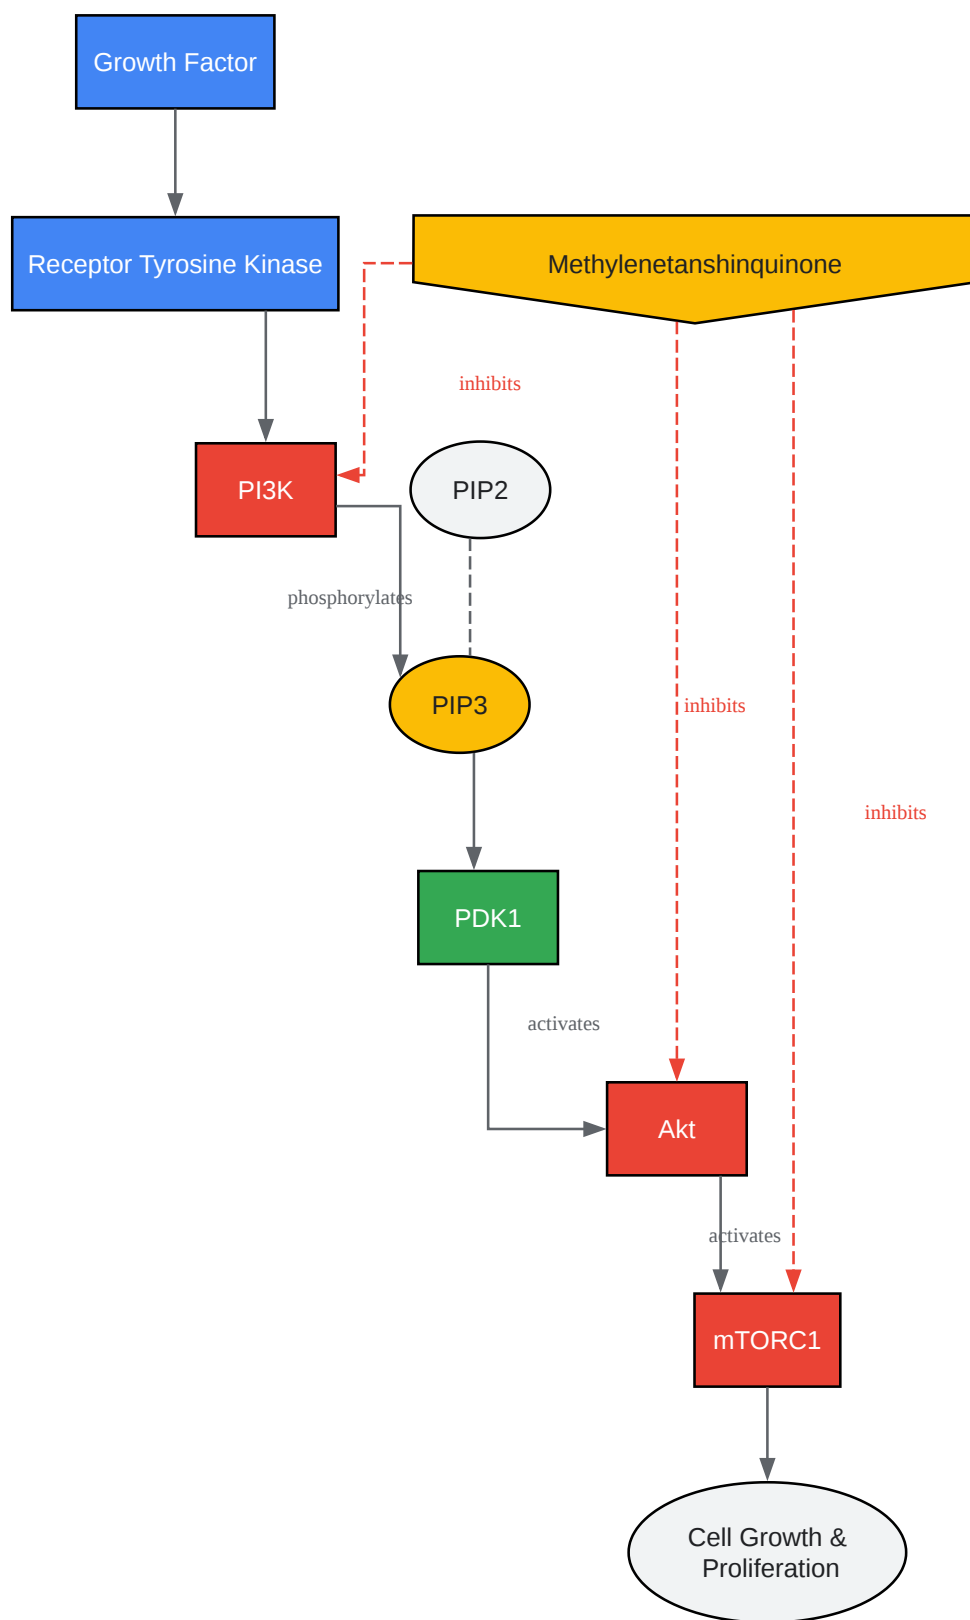 Growth Factor
Receptor Tyrosine Kinase
Methylenetanshinquinone
inhibits
PI3K
PIP2
phosphorylates
PIP3
inhibits
inhibits
PDK1
activates
Akt
activates
mTORC1
Cell Growth &
Proliferation